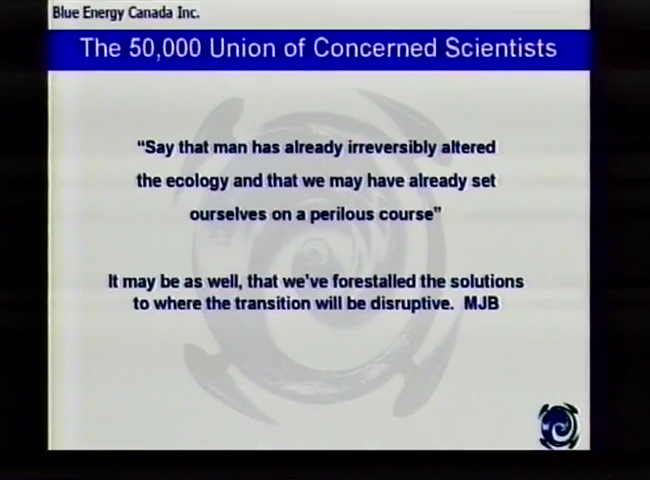 Blue Energy Canada Inc.
The 50,000 Union of Concerned Scientists
“Say that man has already irreversibly altered
the ecology and that we may have already set
ourselves on a perilous course”
It may be as well, that we've forestalled the solutions
to where the transition will be disruptive. MJB